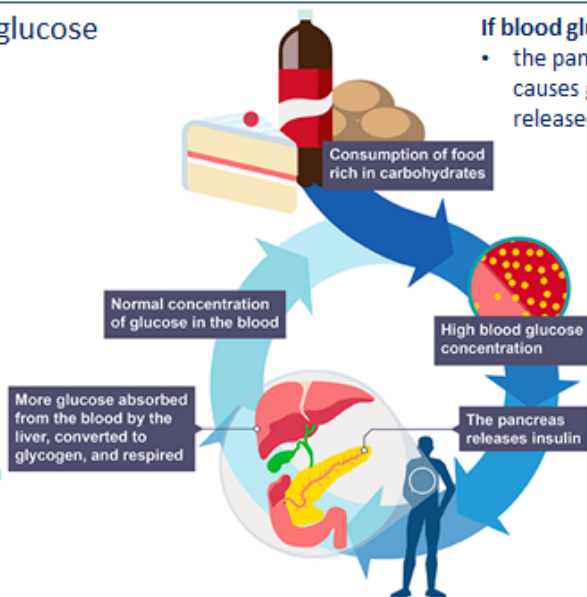 glucose
If blood glu
• the pan
causes g
released
Consumption of food
rich in carbohydrates
High blood glucose
concentration
The pancreas
releases insulin
More glucose absorbed
from the blood by the
liver, converted to
glycogen, and respired
Normal concentration
of glucose in the blood